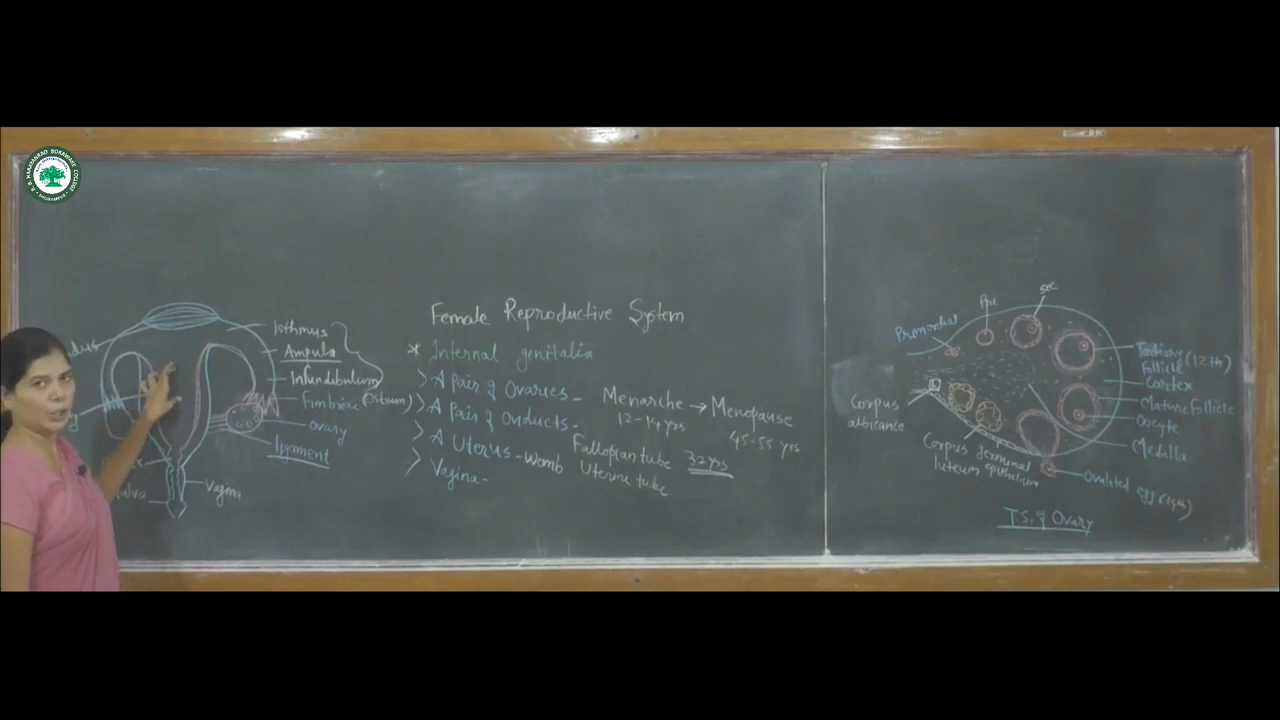 Isthmus
Ampula
Infundibulum
Fimbriae (Ostium)
ovary
ligament
Vagina
Female Reproductive System
* Internal genitalia
> A pair of Ovaries -
> A Pair of Oviducts -
> A Uterus - Womb
> Vagina -
Menarche → Menopause
12-14 yrs
45-55 yrs
Fallopian tube
32 yrs
Uterine tube
Primordial
Pri
sec
Tertiary (12th)
Follicle
Cortex
Mature Follicle
Oocyte
Medulla
Ovulated egg (14th)
Corpus
albicance
Corpus
luteum
germinal
epithelium
T.S. of Ovary